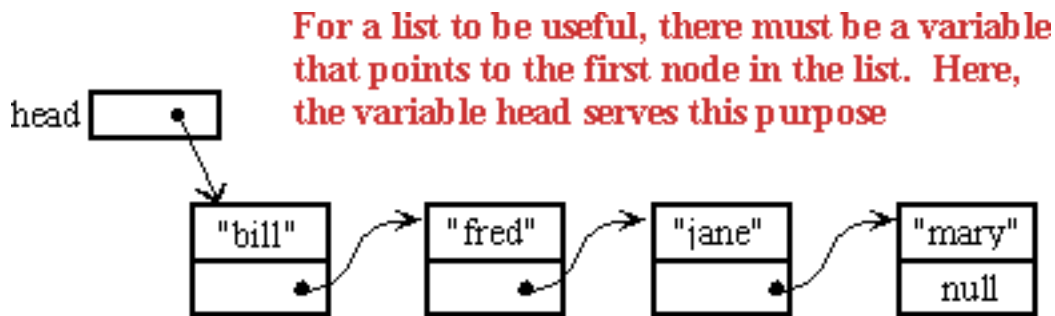 For a list to be useful, there must be a variable
that points to the first node in the list. Here,
the variable head serves this purpose
head
"bill" "fred" "jane" "mary"
null